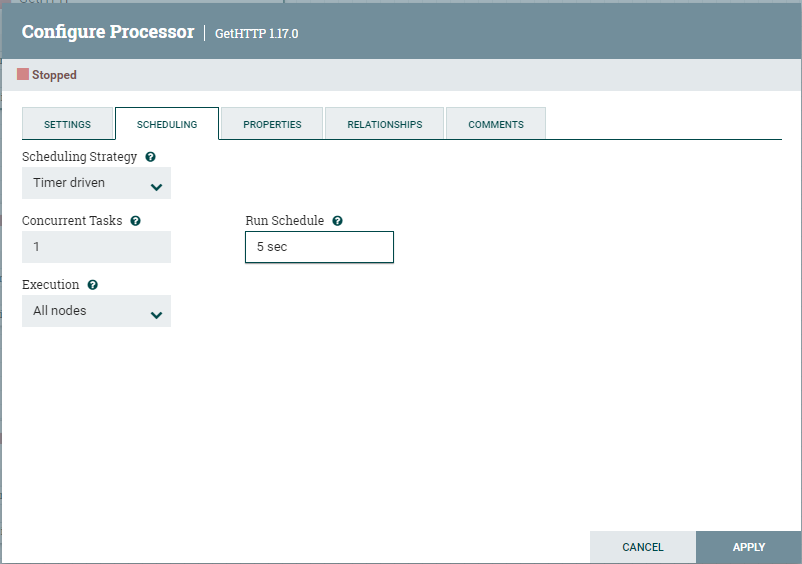 Configure Processor | GetHTTP 1.17.0
Stopped
SETTINGS SCHEDULING PROPERTIES RELATIONSHIPS COMMENTS
Scheduling Strategy
Timer driven
Concurrent Tasks Run Schedule
1 5 sec
Execution
All nodes
CANCEL APPLY